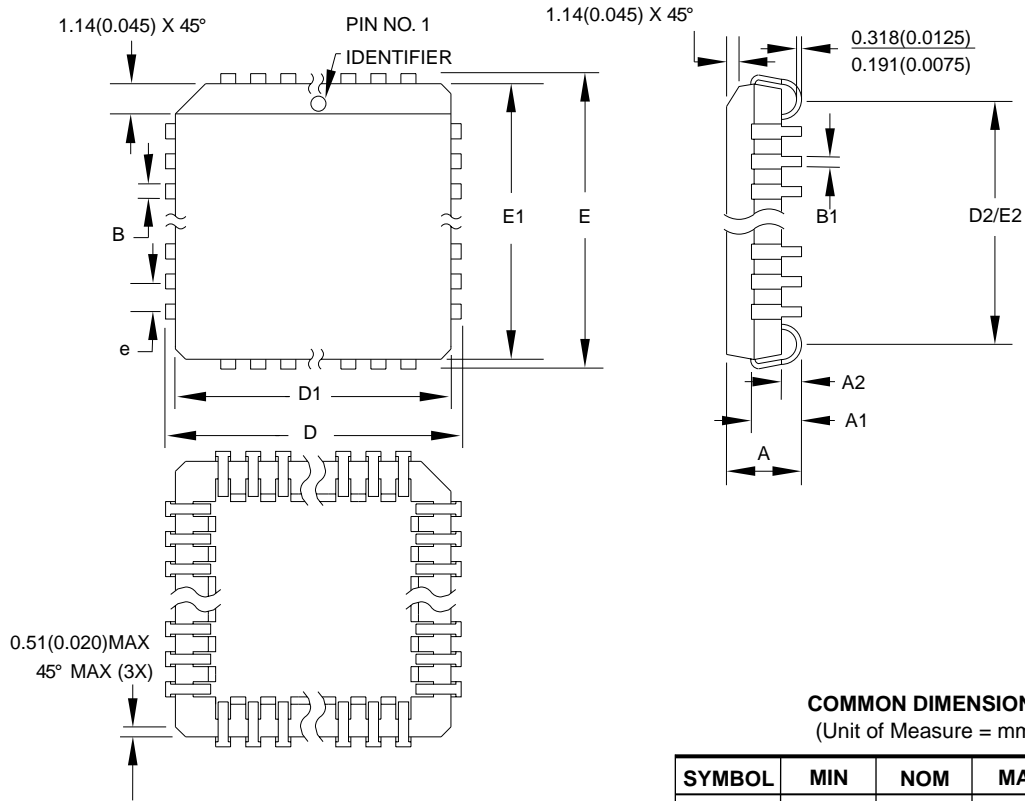 1.14(0.045) X 45°
PIN NO. 1
IDENTIFIER
1.14(0.045) X 45°
0.318(0.0125)
0.191(0.0075)
E1
E
B
e
B1
D2/E2
D1
D
A2
A1
A
0.51(0.020)MAX
45° MAX (3X)
COMMON DIMENSION
(Unit of Measure = mm
SYMBOL MIN NOM MA